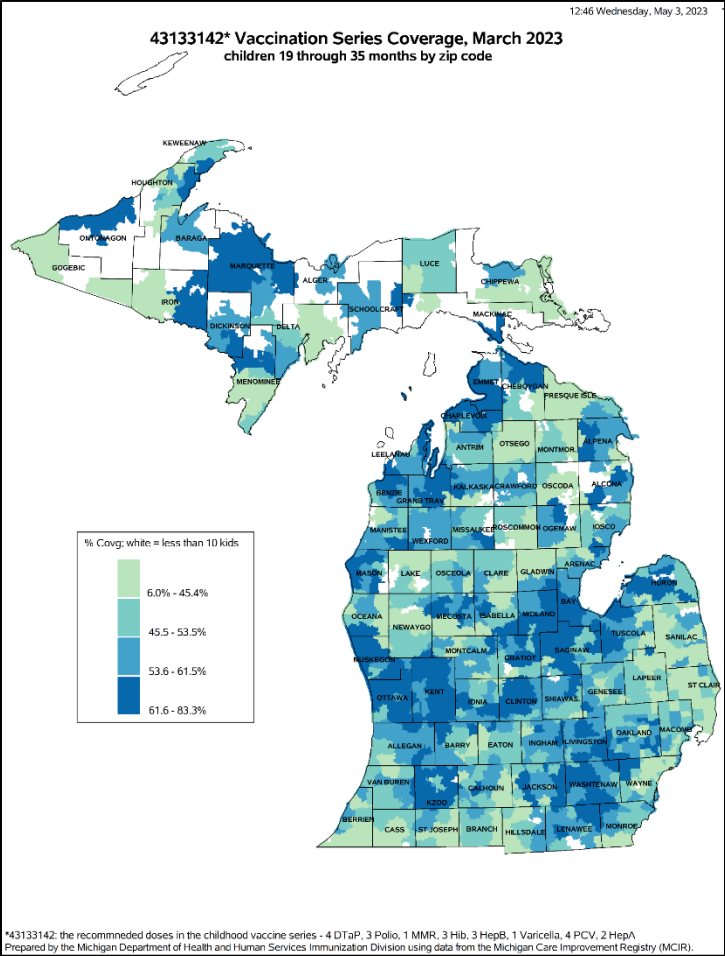 12:46 Wednesday, May 3, 2023
43133142* Vaccination Series Coverage, March 2023
children 19 through 35 months by zip code
KEWEENAW
HOUGHTON
ONTONAGON
BARAGA
GOGEBIC
MARQUETTE
LUCE
ALGER
CHIPPEWA
IRON
SCHOOLCRAFT
MACKINAC
DICKINSON
DELTA
MENOMINEE
EMMET
CHEBOYGAN
PRESQUE ISLE
CHARLEVOIX
LEELANAU
ANTRIM
OTSEGO
MONTMOR
ALPENA
BENZIE
GRAND TRAV
KALKASKA
CRAWFORD
OSCODA
ALCONA
MANISTEE
WEXFORD
MISSAUKEE
ROSCOMMON
OGEMAW
IOSCO
% Covg; white = less than 10 kids
6.0% - 45.4%
45.5 - 53.5%
53.6 - 61.5%
61.6 - 83.3%
MASON
LAKE
OSCEOLA
CLARE
GLADWIN
ARENAC
HURON
OCEANA
NEWAYGO
MECOSTA
ISABELLA
MIDLAND
BAY
TUSCOLA
SANILAC
MUSKEGON
MONTCALM
GRATIOT
SAGINAW
OTTAWA
KENT
IONIA
CLINTON
SHIAWAS.
GENESEE
LAPEER
ST CLAIR
ALLEGAN
BARRY
EATON
INGHAM
LIVINGSTON
OAKLAND
MACOMB
VAN BUREN
KZOO
CALHOUN
JACKSON
WASHTENAW
WAYNE
BERRIEN
CASS
ST JOSEPH
BRANCH
HILLSDALE
LENAWEE
MONROE
*43133142: the recommneded doses in the childhood vaccine series - 4 DTaP, 3 Polio, 1 MMR, 3 Hib, 3 HepB, 1 Varicella, 4 PCV, 2 HepA
Prepared by the Michigan Department of Health and Human Services Immunization Division using data from the Michigan Care Improvement Registry (MCIR).